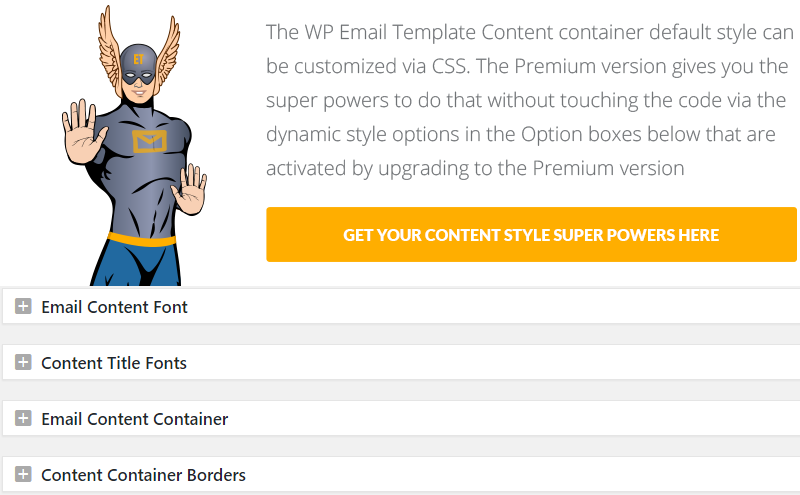 ET
The WP Email Template Content container default style can
be customized via CSS. The Premium version gives you the
super powers to do that without touching the code via the
dynamic style options in the Option boxes below that are
activated by upgrading to the Premium version
GET YOUR CONTENT STYLE SUPER POWERS HERE
Email Content Font
Content Title Fonts
Email Content Container
Content Container Borders